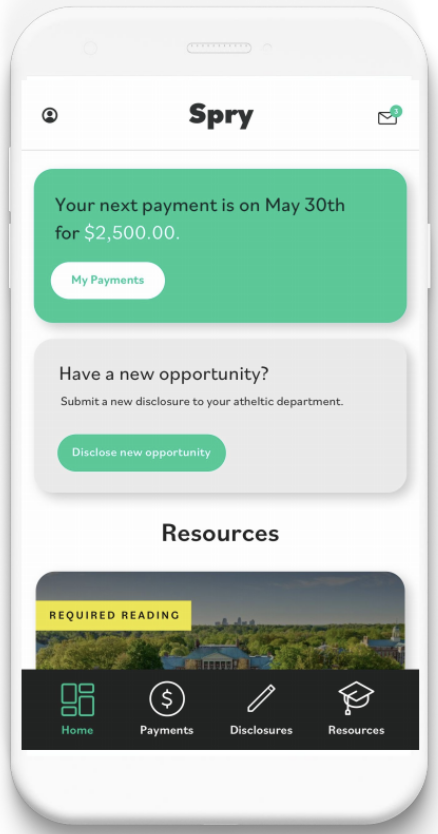 Spry
3
Your next payment is on May 30th
for $2,500.00.
My Payments
Have a new opportunity?
Submit a new disclosure to your atheltic department.
Disclose new opportunity
Resources
REQUIRED READING
Home Payments Disclosures Resources